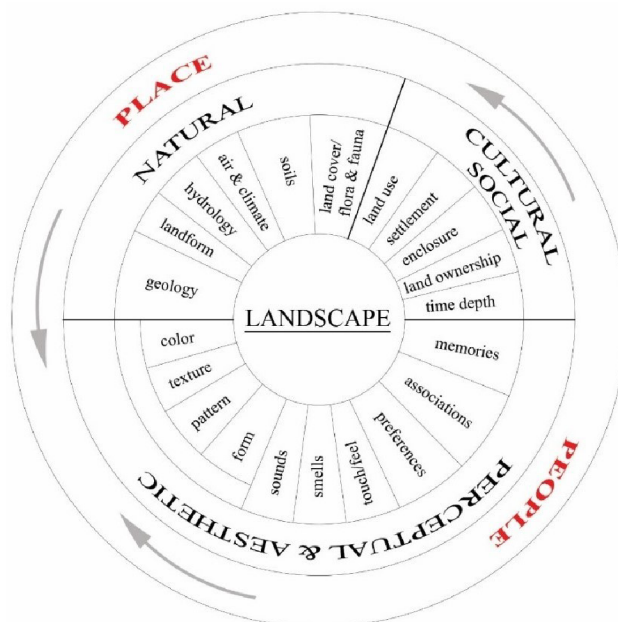 PLACE
NATURAL
CULTURAL
SOCIAL
geology
landform
hydrology
air & climate
soils
land cover/
flora & fauna
land use
settlement
enclosure
land ownership
time depth
LANDSCAPE
memories
associations
preferences
touch/feel
smells
sounds
form
pattern
texture
color
PERCEPTUAL & AESTHETIC
PEOPLE